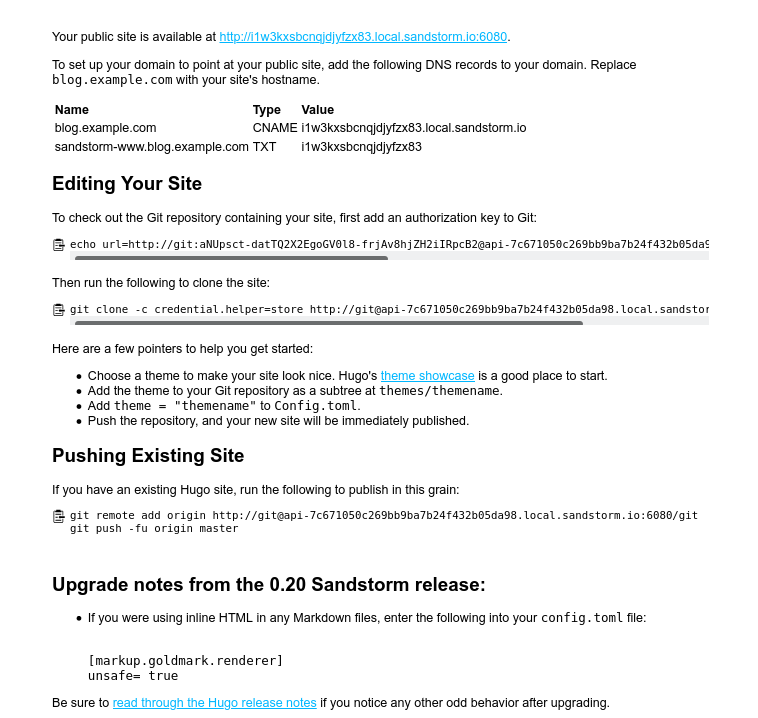 Your public site is available at http://i1w3kxsbcnqjdjyfzx83.local.sandstorm.io:6080.
To set up your domain to point at your public site, add the following DNS records to your domain. Replace
blog.example.com with your site's hostname.
Name Type Value
blog.example.com CNAME i1w3kxsbcnqjdjyfzx83.local.sandstorm.io
sandstorm-www.blog.example.com TXT i1w3kxsbcnqjdjyfzx83
Editing Your Site
To check out the Git repository containing your site, first add an authorization key to Git:
echo url=http://git:aNUpsct-datTQ2X2EgoGV0l8-frjAv8hjZH2iIRpcB2@api-7c671050c269bb9ba7b24f432b05da9
Then run the following to clone the site:
git clone -c credential.helper=store http://git@api-7c671050c269bb9ba7b24f432b05da98.local.sandstor
Here are a few pointers to help you get started:
• Choose a theme to make your site look nice. Hugo's theme showcase is a good place to start.
• Add the theme to your Git repository as a subtree at themes/themename.
• Add theme = "themename" to Config.toml.
• Push the repository, and your new site will be immediately published.
Pushing Existing Site
If you have an existing Hugo site, run the following to publish in this grain:
git remote add origin http://git@api-7c671050c269bb9ba7b24f432b05da98.local.sandstorm.io:6080/git
git push -fu origin master
Upgrade notes from the 0.20 Sandstorm release:
• If you were using inline HTML in any Markdown files, enter the following into your config.toml file:
[markup.goldmark.renderer]
unsafe= true
Be sure to read through the Hugo release notes if you notice any other odd behavior after upgrading.